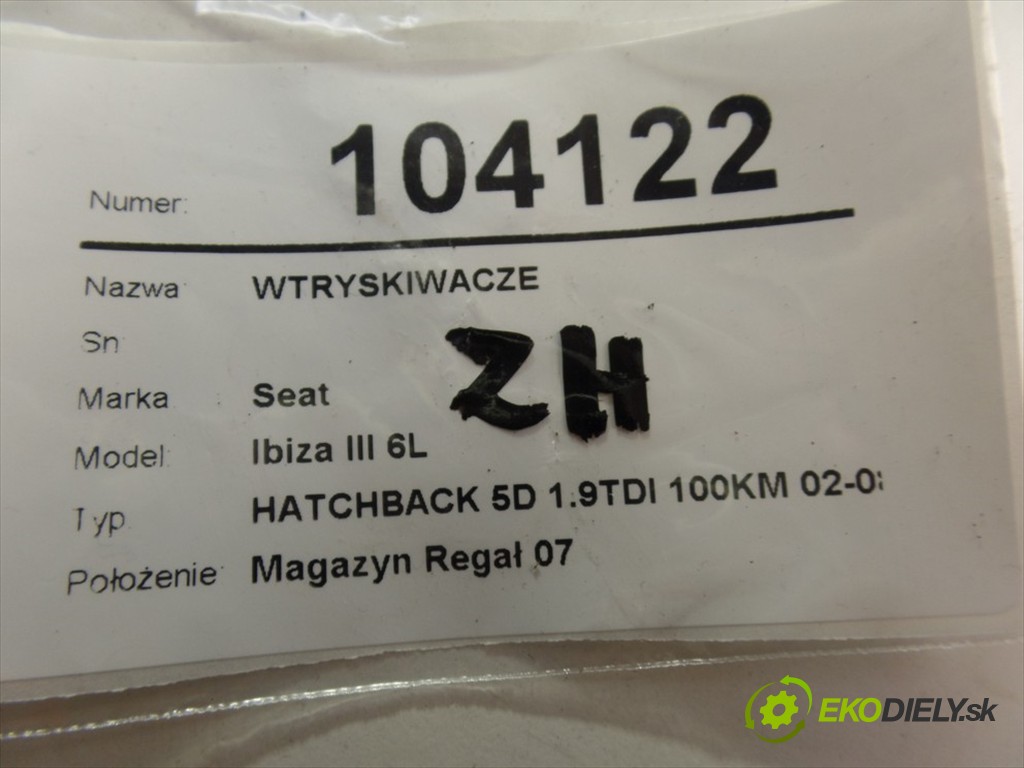 Numer: 104122
Nazwa WTRYSKIWACZE
Sn
ZH
Marka Seat
Model: Ibiza III 6L
Typ HATCHBACK 5D 1.9TDI 100KM 02-0
Położenie Magazyn Regał 07
EKODIELY.sk